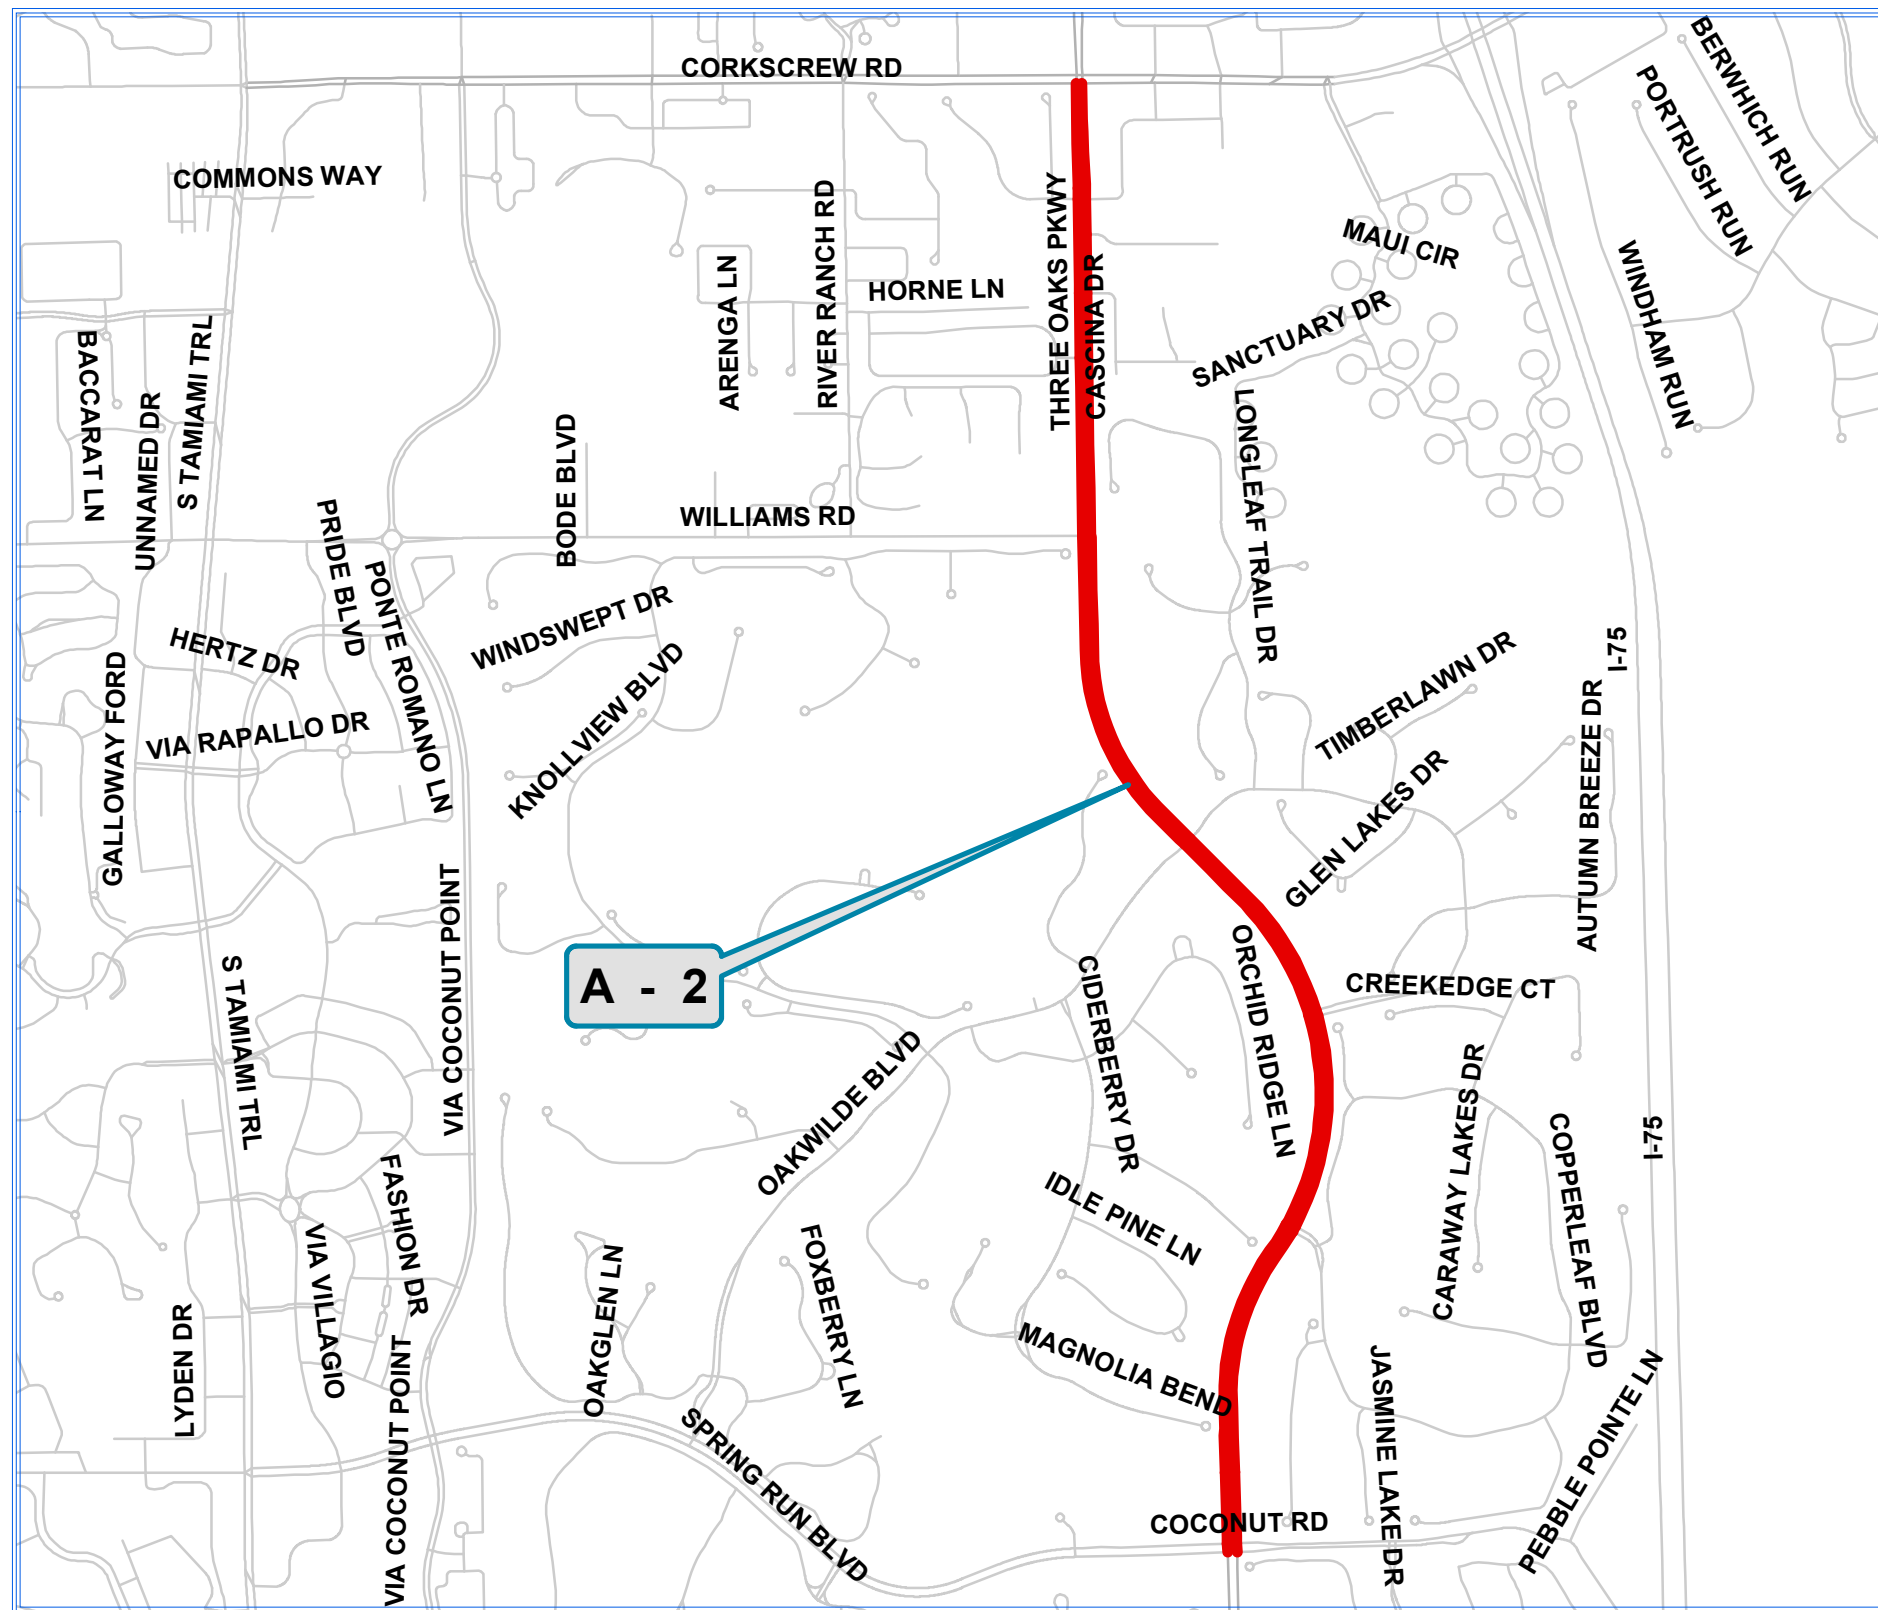 CORKSCREW RD
BERWHICH RUN
PORTRUSH RUN
COMMONS WAY
THREE OAKS PKWY
RIVER RANCH RD
MAUI CIR
WINDHAM RUN
ARENGA LN
CASCINA DR
HORNE LN
SANCTUARY DR
S TAMIAMI TRL
BACCARAT LN
UNNAMED DR
LONGLEAF TRAIL DR
BODE BLVD
PRIDE BLVD
WILLIAMS RD
PONTE ROMANO LN
WINDSWEPT DR
HERTZ DR
I-75
TIMBERLAWN DR
KNOLLVIEW BLVD
GALLOWAY FORD
VIA RAPALLO DR
AUTUMN BREEZE DR
GLEN LAKES DR
VIA COCONUT POINT
ORCHID RIDGE LN
A - 2
S TAMIAMI TRL
CIDERBERRY DR
CREEKEDGE CT
OAKWILDE BLVD
CARAWAY LAKES DR
COPPERLEAF BLVD
I-75
FASHION DR
IDLE PINE LN
VIA VILLAGIO
FOXBERRY LN
OAKGLEN LN
LYDEN DR
MAGNOLIA BEND
VIA COCONUT POINT
JASMINE LAKE DR
PEBBLE POINTE LN
SPRING RUN BLVD
COCONUT RD